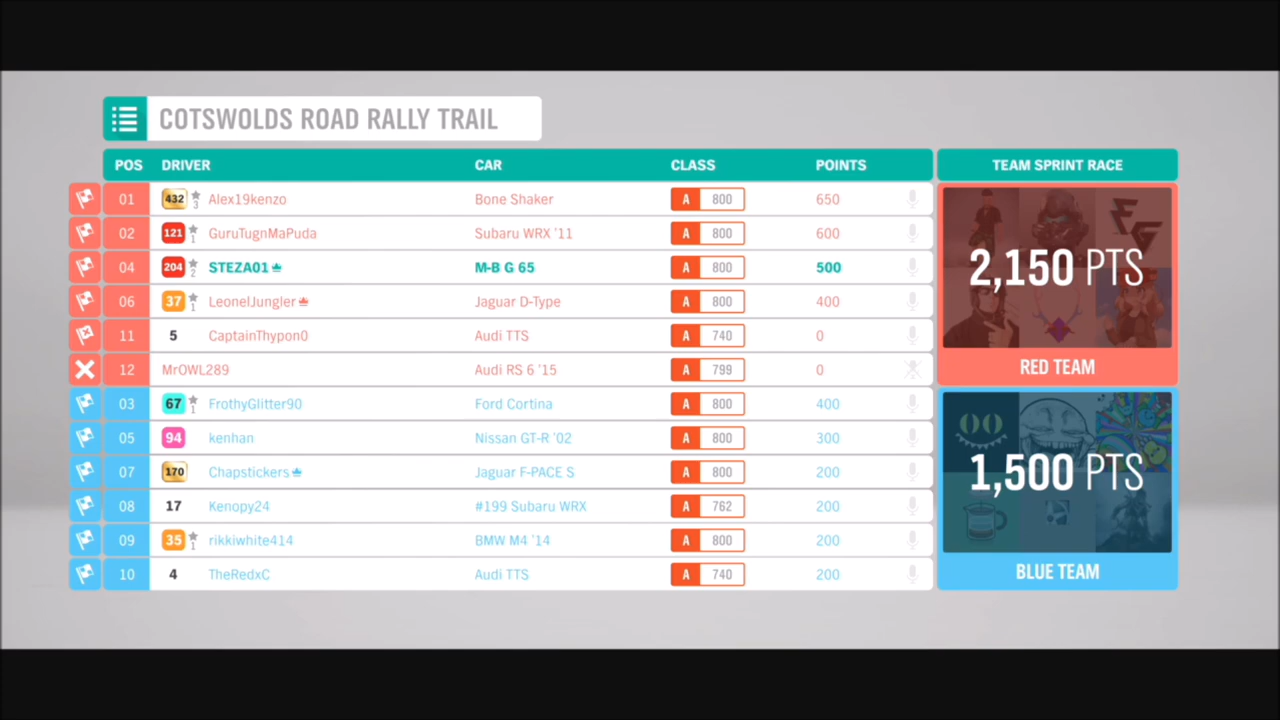 COTSWOLDS ROAD RALLY TRAIL
POS DRIVER CAR CLASS POINTS TEAM SPRINT RACE
01 432 3 Alex19kenzo Bone Shaker A 800 650
02 121 1 GuruTugnMaPuda Subaru WRX '11 A 800 600
04 204 2 STEZA01 M-B G 65 A 800 500
06 37 1 LeonelJungler Jaguar D-Type A 800 400
11 5 CaptainThypon0 Audi TTS A 740 0
12 MrOWL289 Audi RS 6 '15 A 799 0
2,150 PTS
RED TEAM
03 67 1 FrothyGlitter90 Ford Cortina A 800 400
05 94 kenhan Nissan GT-R '02 A 800 300
07 170 Chapstickers Jaguar F-PACE S A 800 200
08 17 Kenopy24 #199 Subaru WRX A 762 200
09 35 1 rikkiwhite414 BMW M4 '14 A 800 200
10 4 TheRedxC Audi TTS A 740 200
1,500 PTS
BLUE TEAM